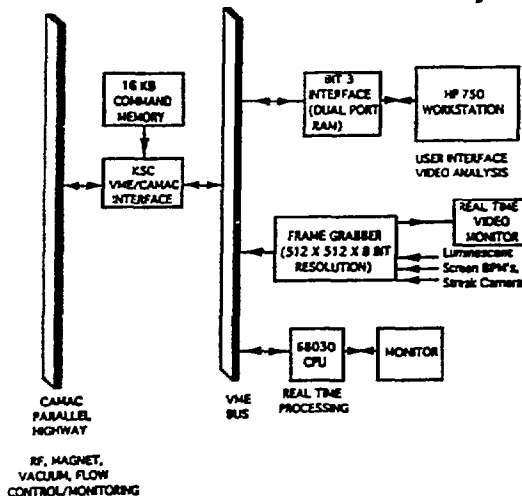 16 KB
COMMAND
MEMORY
KSC
VME/CAMAC
INTERFACE
BIT 3
INTERFACE
(DUAL PORT
RAM)
HP 750
WORKSTATION
USER INTERFACE
VIDEO ANALYSIS
REAL TIME
VIDEO
MONITOR
FRAME GRABBER
(512 X 512 X 8 BIT
RESOLUTION)
Luminescent
Screen BPM's,
Streak Camera
68030
CPU
MONITOR
REAL TIME
PROCESSING
VME
BUS
CAMAC
PARALLEL
HIGHWAY
RF, MAGNET,
VACUUM, FLOW
CONTROL/MONITORING